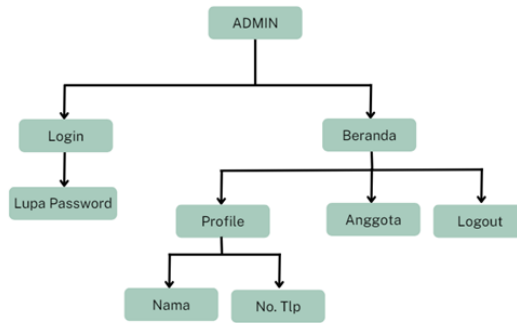 ADMIN
Login
Beranda
Lupa Password
Profile
Anggota
Logout
Nama
No. Tlp